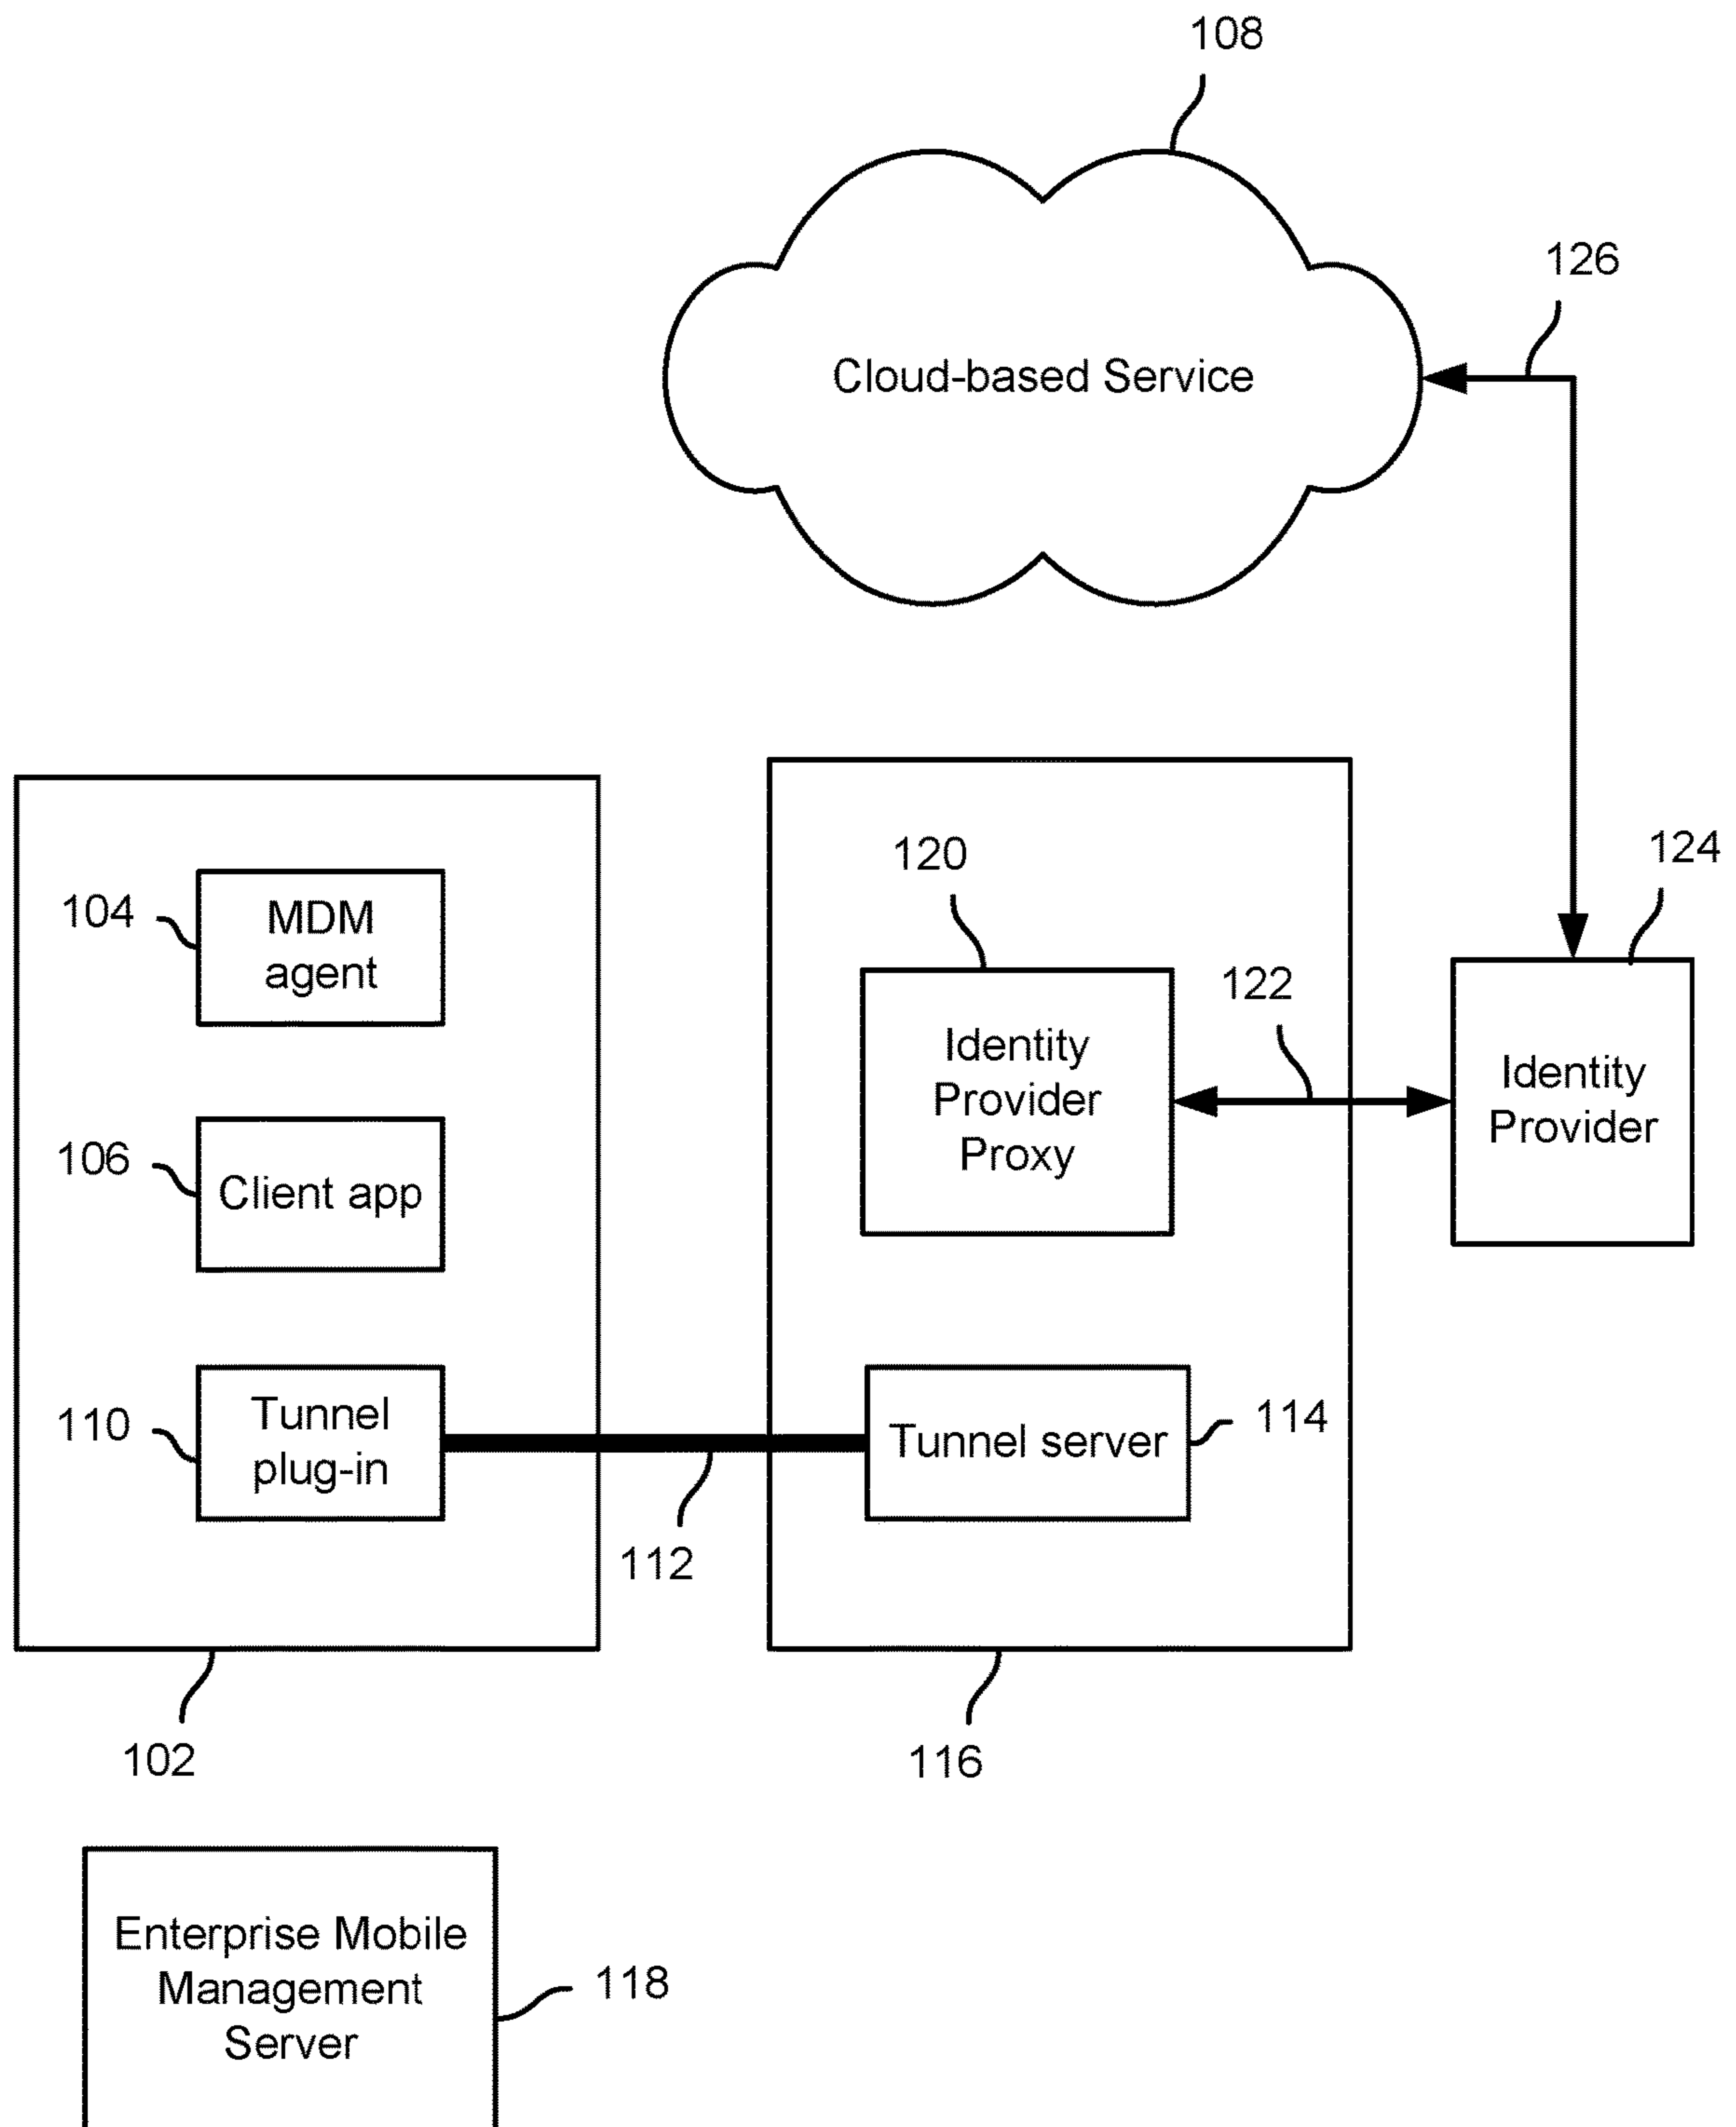 108
126
Cloud-based Service
120
124
104
MDM
agent
122
Identity
Provider
Proxy
Identity
Provider
106
Client app
110
Tunnel
plug-in
Tunnel server
114
112
102
116
Enterprise Mobile
Management
Server
118